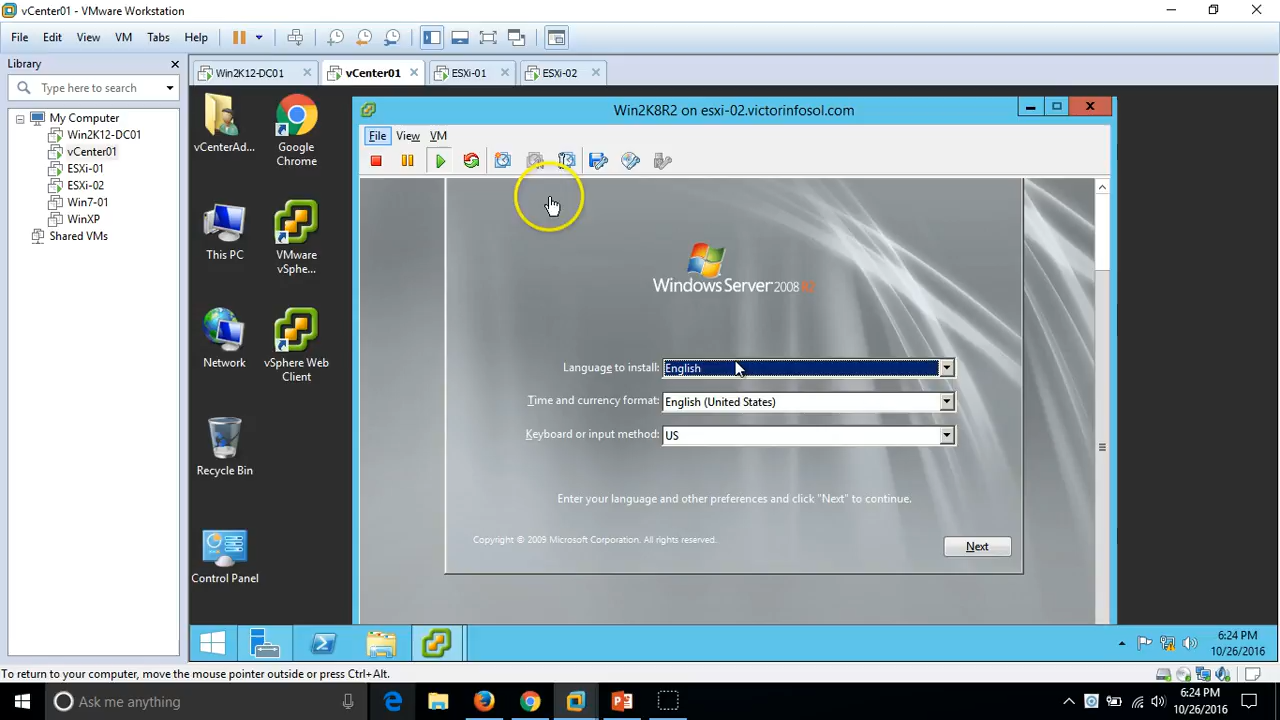 vCenter01 - VMware Workstation
File Edit View VM Tabs Help
Library
Type here to search
My Computer
Win2K12-DC01
vCenter01
ESXi-01
ESXi-02
Win7-01
WinXP
Shared VMs
Win2K12-DC01 vCenter01 ESXi-01 ESXi-02
vCenterAd...
Google
Chrome
This PC
VMware
vSphe...
Network
vSphere Web
Client
Recycle Bin
Control Panel
Win2K8R2 on esxi-02.victorinfosol.com
File View VM
Windows Server 2008 R2
Language to install: English
Time and currency format: English (United States)
Keyboard or input method: US
Enter your language and other preferences and click "Next" to continue.
Copyright © 2009 Microsoft Corporation. All rights reserved.
Next
6:24 PM
10/26/2016
To return to your computer, move the mouse pointer outside or press Ctrl+Alt.
Ask me anything
6:24 PM
10/26/2016